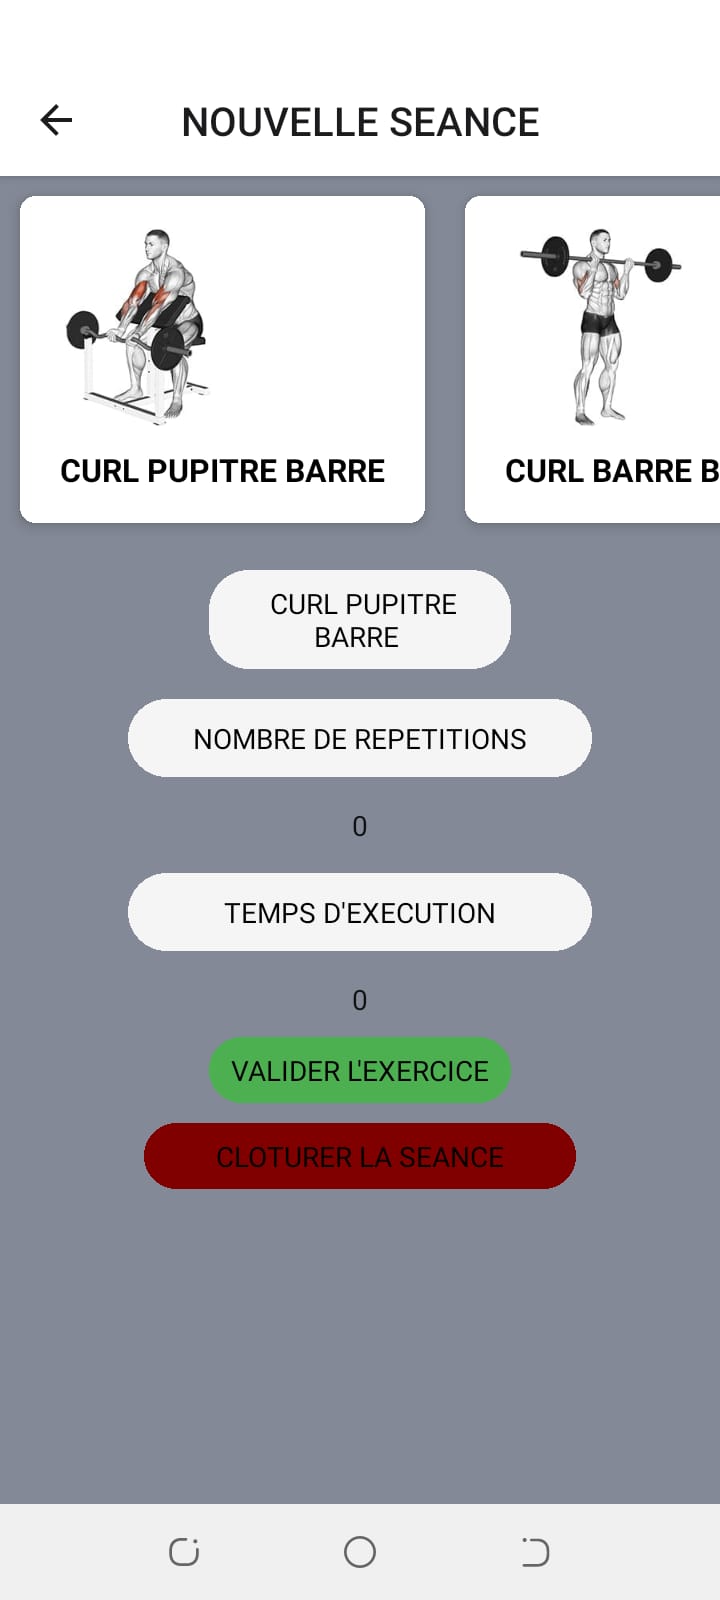 NOUVELLE SEANCE
CURL PUPITRE BARRE
CURL BARRE B
CURL PUPITRE
BARRE
NOMBRE DE REPETITIONS
0
TEMPS D'EXECUTION
0
VALIDER L'EXERCICE
CLOTURER LA SEANCE